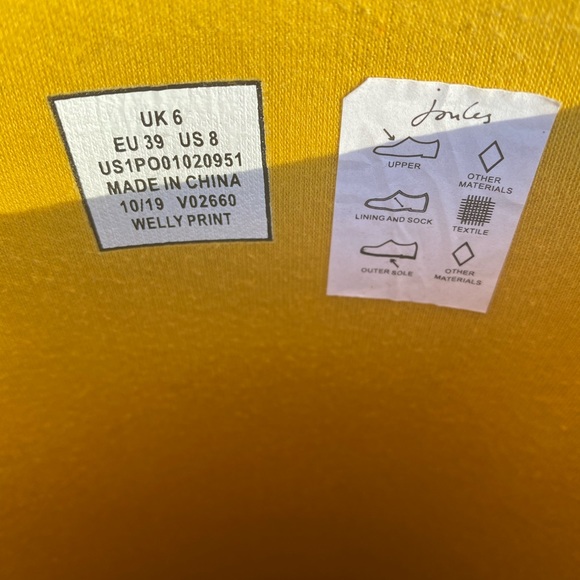 UK 6
EU 39 US 8
US1PO01020951
MADE IN CHINA
10/19 V02660
WELLY PRINT
Joules
UPPER
OTHER
MATERIALS
LINING AND SOCK
TEXTILE
OUTER SOLE
OTHER
MATERIALS